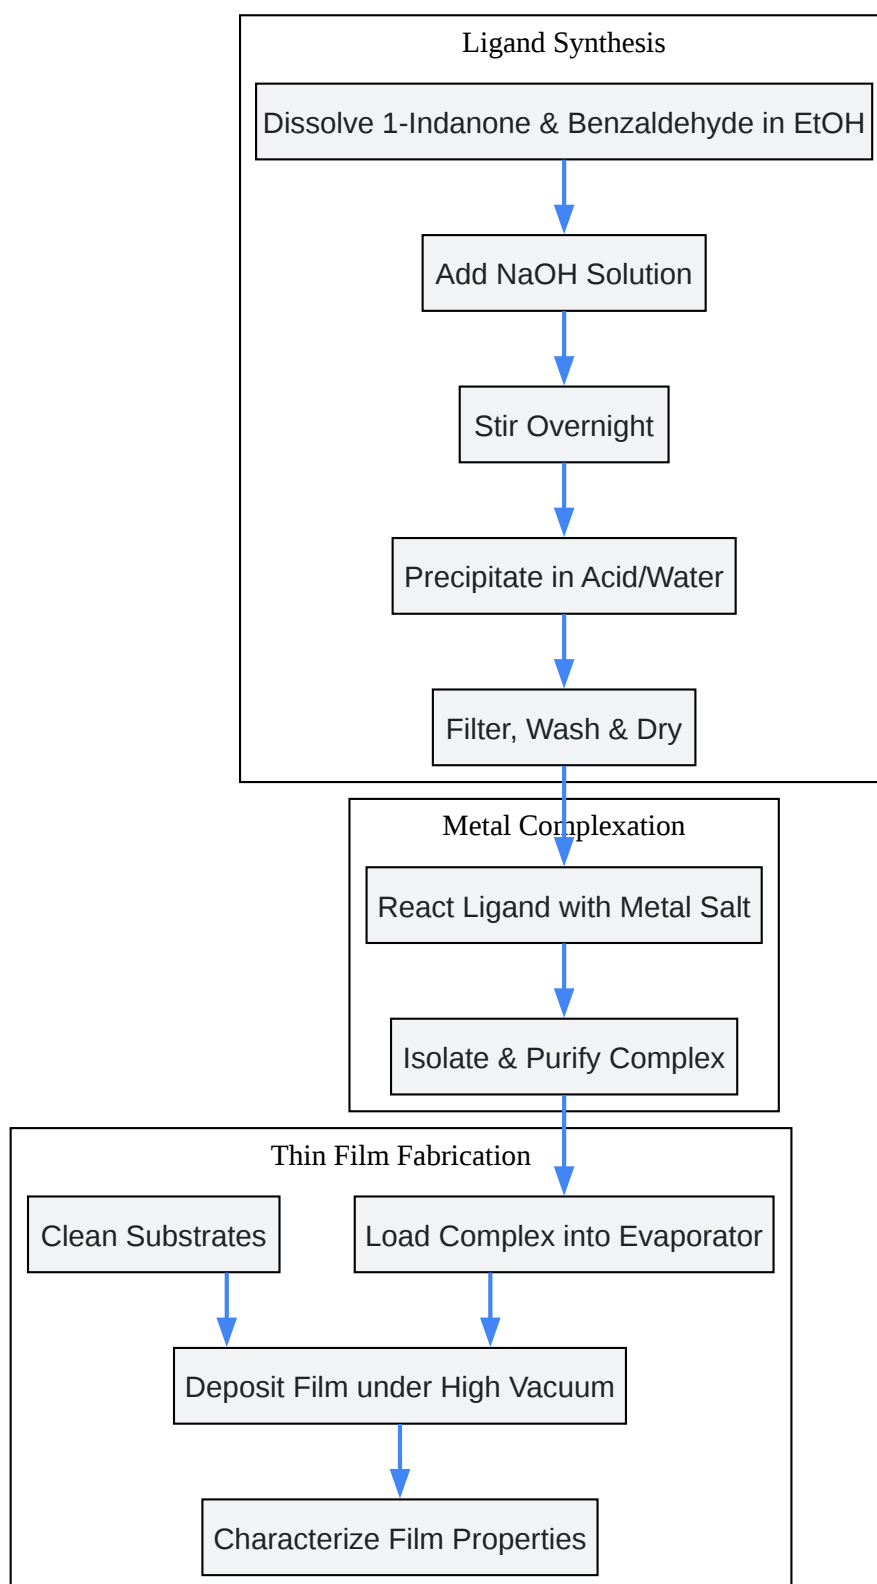 Ligand Synthesis
Dissolve 1-Indanone & Benzaldehyde in EtOH
Add NaOH Solution
Stir Overnight
Precipitate in Acid/Water
Filter, Wash & Dry
Metal Complexation
React Ligand with Metal Salt
Isolate & Purify Complex
Thin Film Fabrication
Clean Substrates
Load Complex into Evaporator
Deposit Film under High Vacuum
Characterize Film Properties